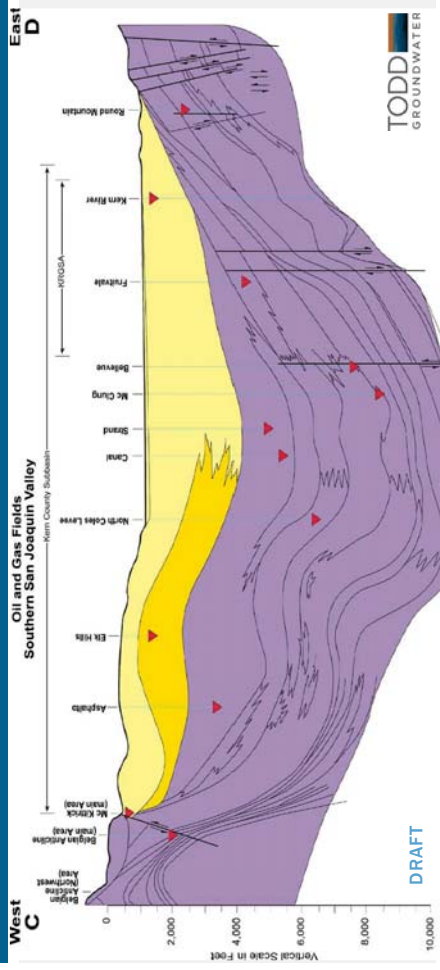 Oil and Gas Fields
Southern San Joaquin Valley
West
C
East
D
Kern County Subbasin
KRGSA
Belgian
Anticline
(Northwest
Area)
Belgian Anticline
(main Area)
Mc Kittrick
(main Area)
Asphalto
Elk Hills
North Coles Levee
Canal
Strand
Mc Clung
Bellevue
Fruitvale
Kern River
Round Mountain
0
2,000
4,000
6,000
8,000
10,000
Vertical Scale in Feet
DRAFT
TODD
GROUNDWATER